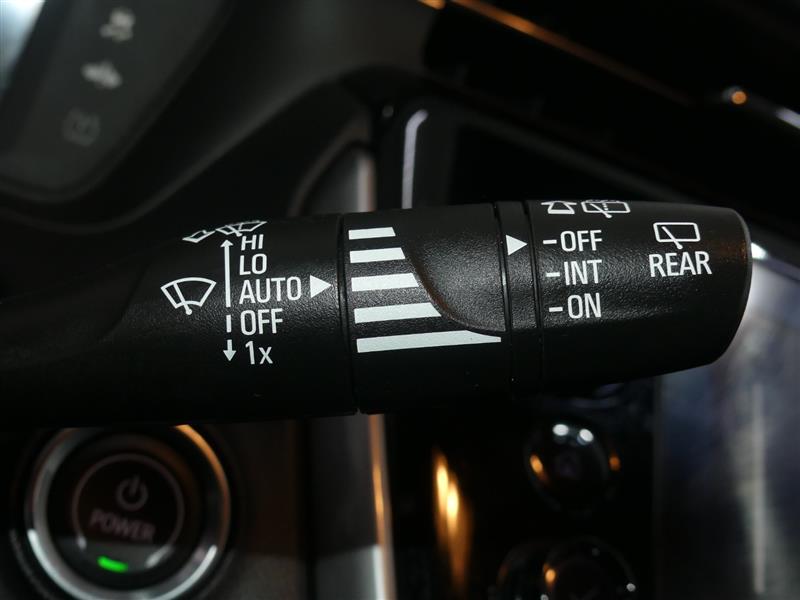 HI
LO
AUTO
OFF
1x
-OFF
-INT
-ON
REAR
POWER